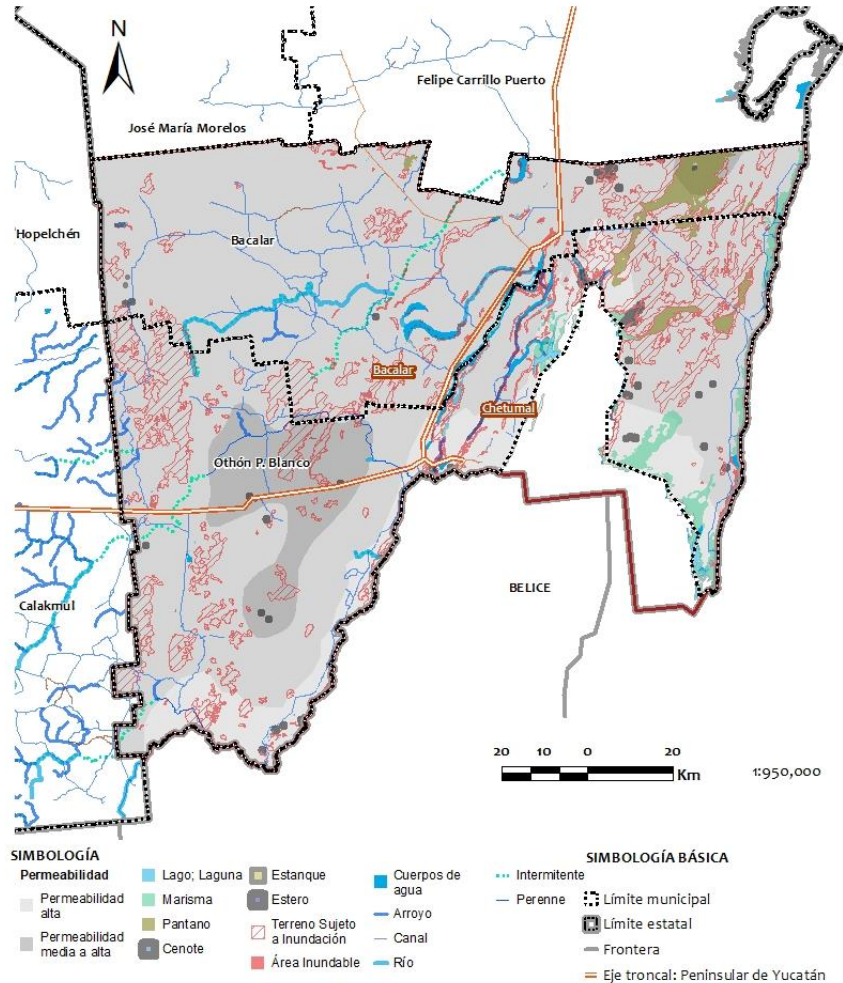 N
Felipe Carrillo Puerto
José María Morelos
Hopelchén
Bacalar
Bacalar
Chetumal
Othón P. Blanco
BELICE
Calakmul
20 10 0 20
Km
1:950,000
SIMBOLOGÍA
Permeabilidad
Permeabilidad
alta
Permeabilidad
media a alta
Lago; Laguna
Marisma
Pantano
Cenote
Estanque
Estero
Terreno Sujeto
a Inundación
Área Inundable
Cuerpos de
agua
Arroyo
Canal
Río
Intermitente
Perenne
SIMBOLOGÍA BÁSICA
Límite municipal
Límite estatal
Frontera
Eje troncal: Peninsular de Yucatán